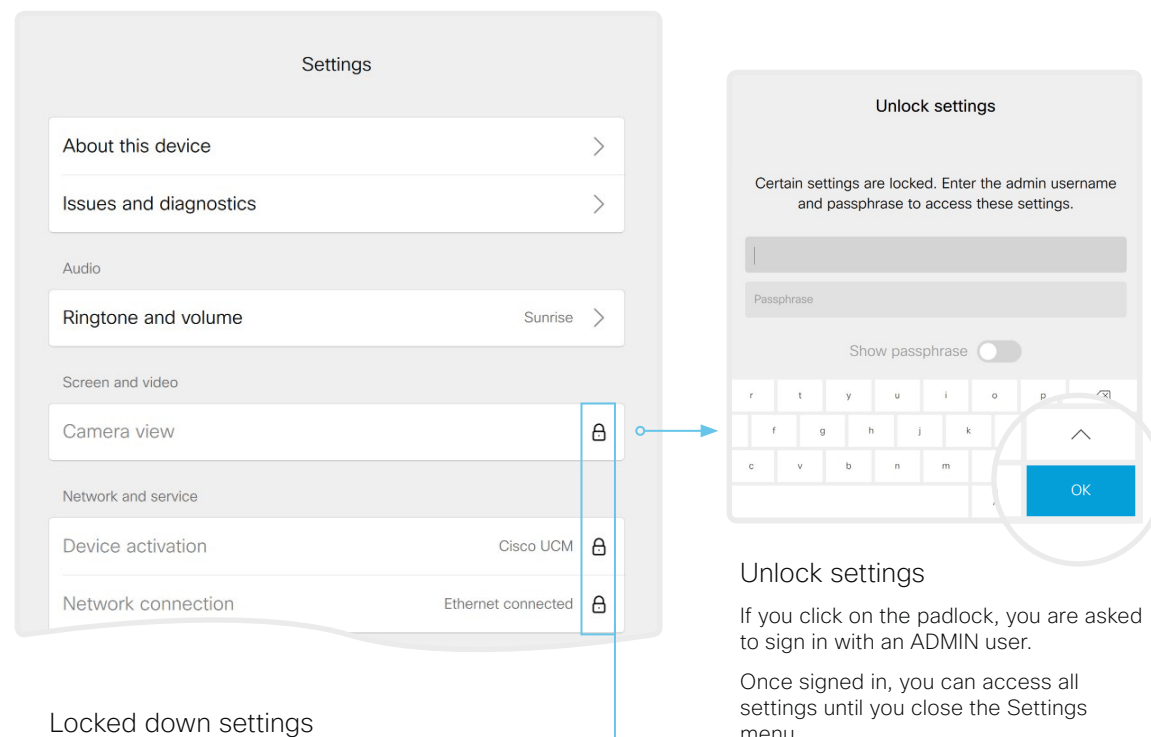 Settings
About this device
Issues and diagnostics
Audio
Ringtone and volume Sunrise
Screen and video
Camera view
Network and service
Device activation Cisco UCM
Network connection Ethernet connected
Locked down settings
Unlock settings
Certain settings are locked. Enter the admin username
and passphrase to access these settings.
Passphrase
Show passphrase
r t y u i o p
f g h j k
c v b n m
OK
Unlock settings
If you click on the padlock, you are asked
to sign in with an ADMIN user.
Once signed in, you can access all
settings until you close the Settings
menu